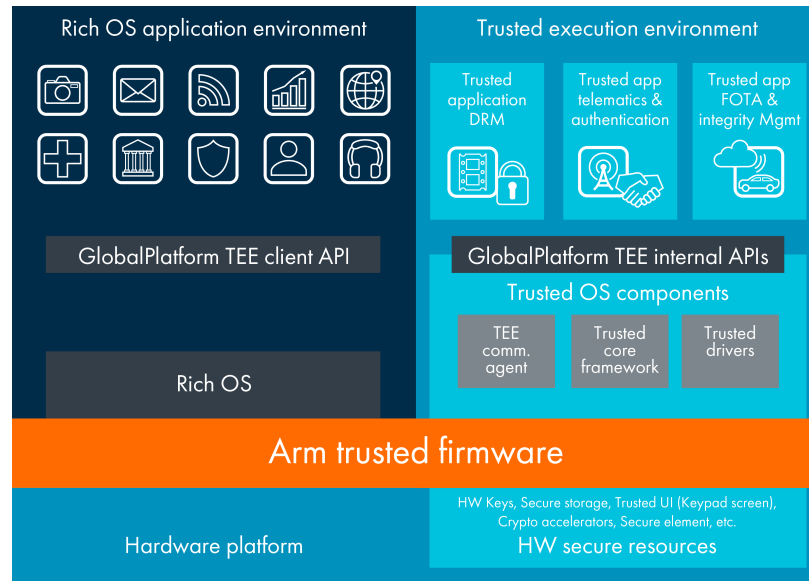 Rich OS application environment
Trusted execution environment
Trusted
application
DRM
Trusted app
telematics &
authentication
Trusted app
FOTA &
integrity Mgmt
GlobalPlatform TEE client API
GlobalPlatform TEE internal APIs
Trusted OS components
TEE
comm.
agent
Trusted
core
framework
Trusted
drivers
Rich OS
Arm trusted firmware
HW Keys, Secure storage, Trusted UI (Keypad screen),
Crypto accelerators, Secure element, etc.
Hardware platform
HW secure resources